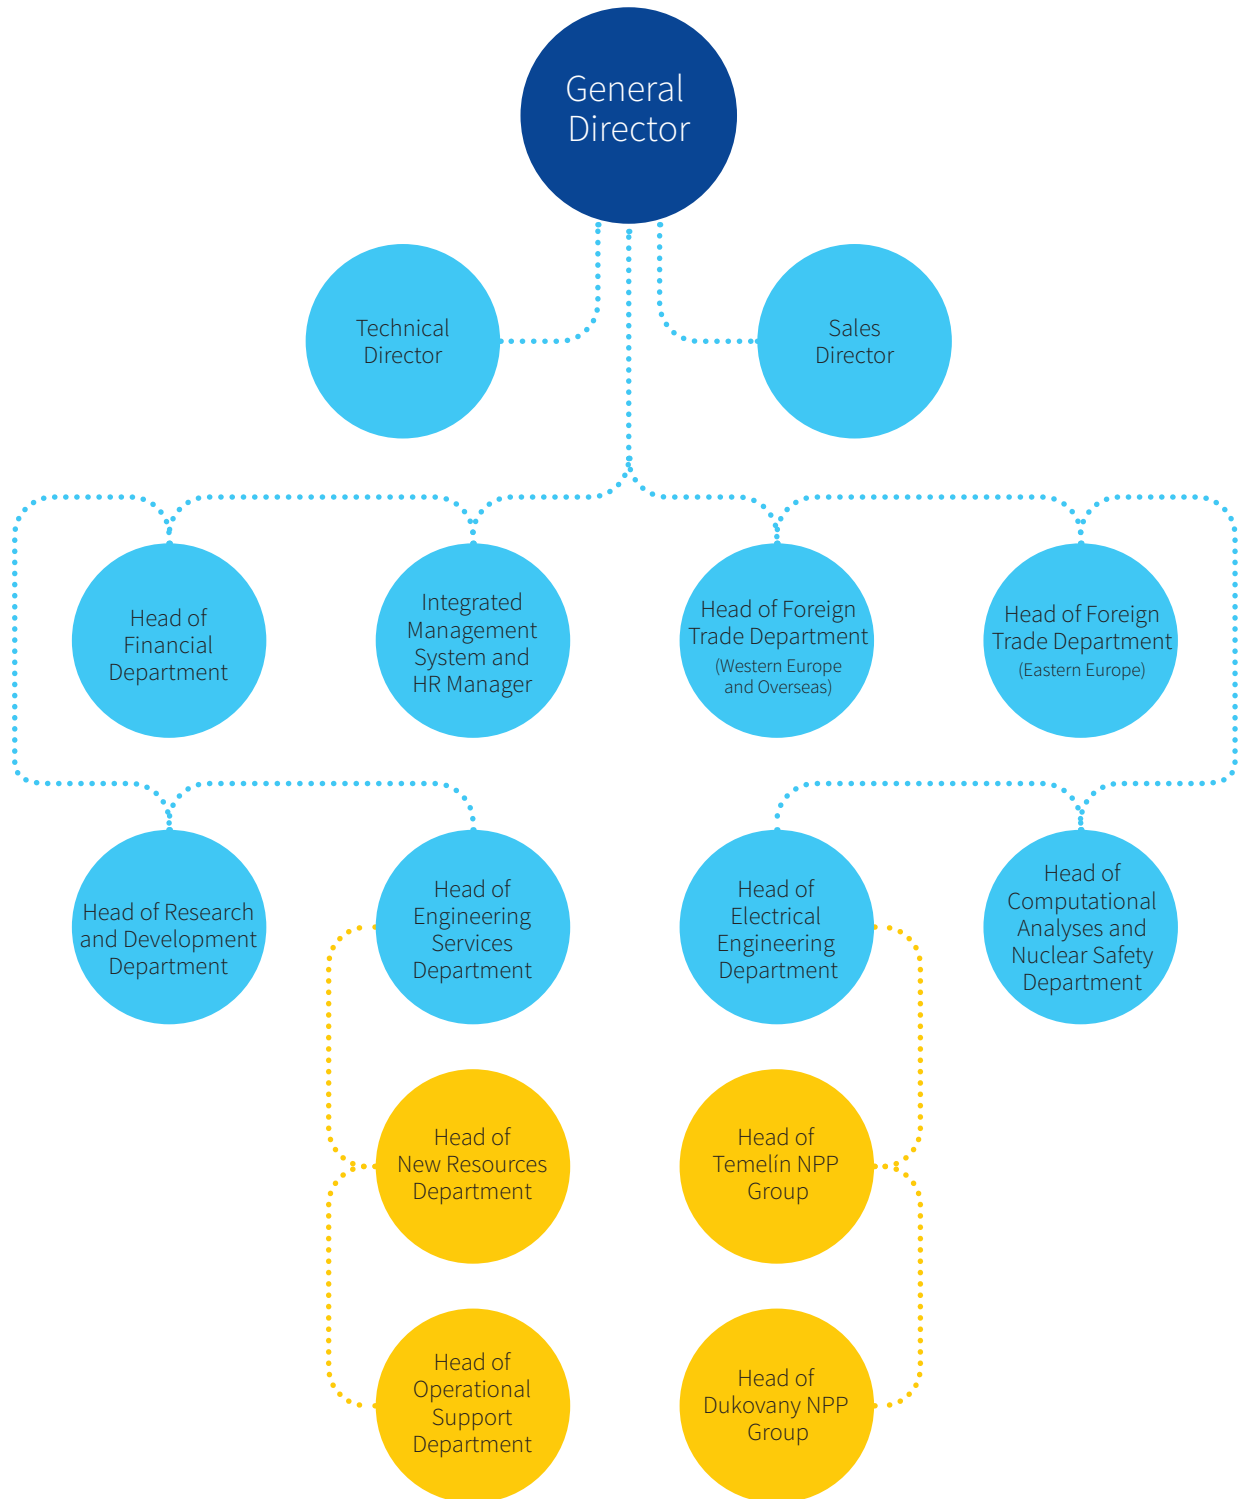 General
Director
Technical
Director
Sales
Director
Head of
Financial
Department
Integrated
Management
System and
HR Manager
Head of Foreign
Trade Department
(Western Europe
and Overseas)
Head of Foreign
Trade Department
(Eastern Europe)
Head of Research
and Development
Department
Head of
Engineering
Services
Department
Head of
Electrical
Engineering
Department
Head of
Computational
Analyses and
Nuclear Safety
Department
Head of
New Resources
Department
Head of
Temelín NPP
Group
Head of
Operational
Support
Department
Head of
Dukovany NPP
Group